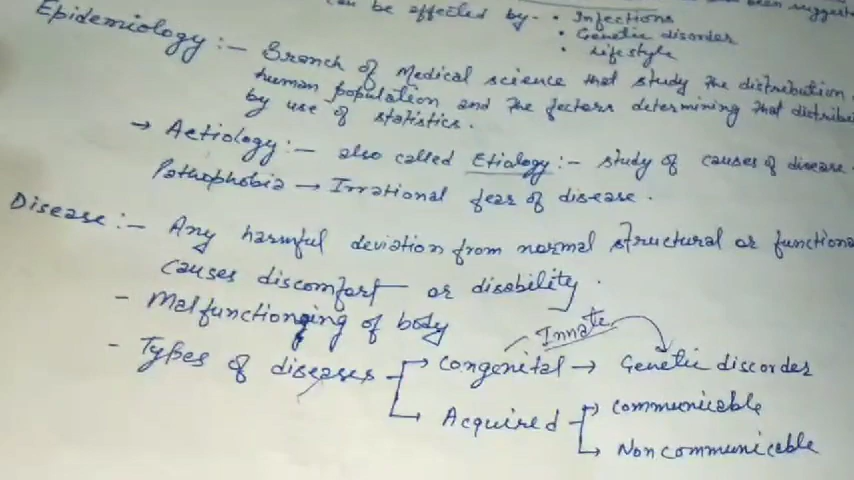 can be affected by - • Infections
• Genetic disorder
• Lifestyle
Epidemiology :- Branch of Medical science that study the distribution
human population and the factors determining that
by use of statistics.
→ Aetiology :- also called Etiology :- study of causes of disease.
Pathophobia → Irrational fear of disease.
Disease :- Any harmful deviation from normal structural or functiona
causes discomfort or disability.
- Malfunctionging of body
Innate
- Types of diseases Congenital → Genetic discorder
Acquired communicable
Noncommunicable